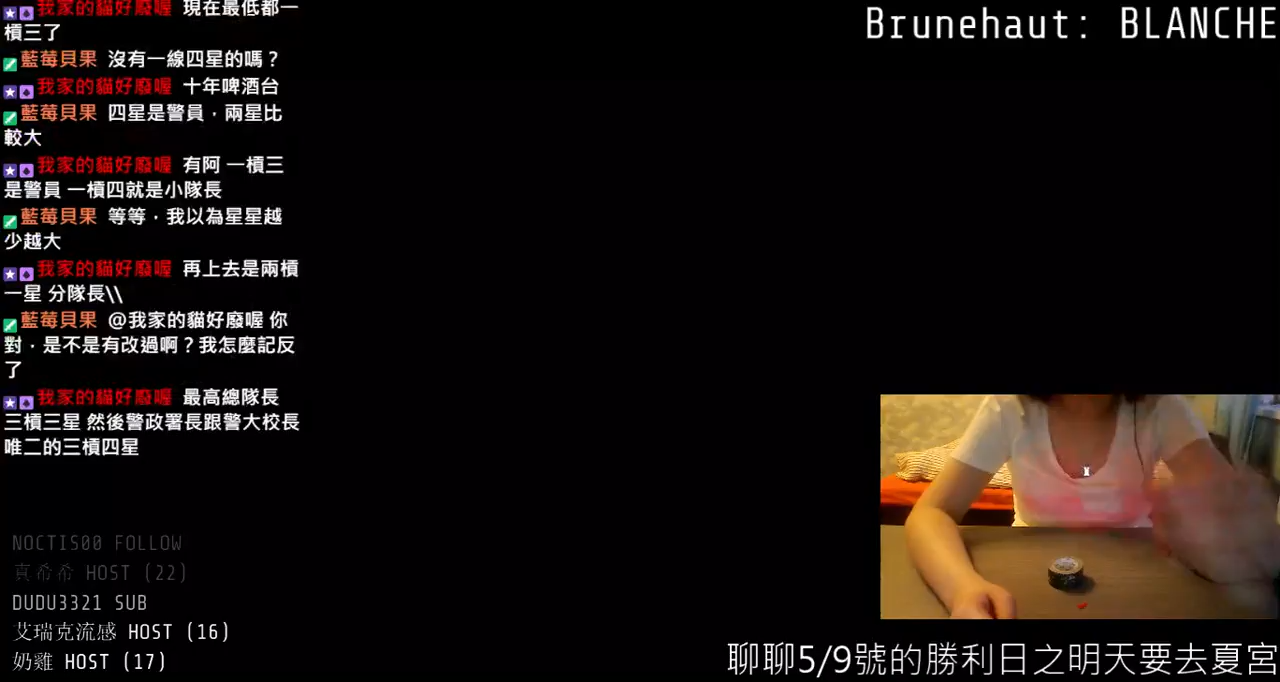 我家的貓好廢喔 現在最低都一
槓三了
藍莓貝果 沒有一線四星的嗎？
我家的貓好廢喔 十年啤酒台
藍莓貝果 四星是警員，兩星比
較大
我家的貓好廢喔 有阿 一槓三
是警員 一槓四就是小隊長
藍莓貝果 等等，我以為星星越
少越大
我家的貓好廢喔 再上去是兩槓
一星 分隊長\\
藍莓貝果 @我家的貓好廢喔 你
對，是不是有改過啊？我怎麼記反
了
我家的貓好廢喔 最高總隊長
三槓三星 然後警政署長跟警大校長
唯二的三槓四星
NOCTIS00 FOLLOW
真希希 HOST (22)
DUDU3321 SUB
艾瑞克流感 HOST (16)
奶雞 HOST (17)
Brunehaut: BLANCHE
聊聊5/9號的勝利日之明天要去夏宮